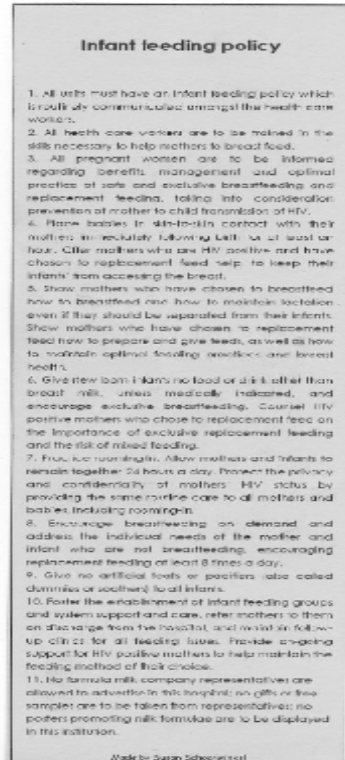 Infant feeding policy
1. All units must have an infant feeding policy which
is routinely communicated amongst the health care
workers.
2. All health care workers are to be trained in the
skills necessary to help mothers to breast feed.
3. All pregnant women are to be informed
regarding benefits, management and optimal
practice of safe and exclusive breastfeeding and
replacement feeding, taking into consideration
prevention of mother to child transmission of HIV.
4. Place babies in skin-to-skin contact with their
mothers immediately following birth for at least an
hour. Offer mothers who are HIV positive and have
chosen to replacement feed help to keep their
infants from accessing the breast.
5. Show mothers who have chosen to breastfeed
how to breastfeed and how to maintain lactation
even if they should be separated from their infants.
Show mothers who have chosen to replacement
feed how to prepare and give feeds, as well as how
to maintain optimal feeding practices and breast
health.
6. Give new born infants no food or drink other than
breast milk, unless medically indicated, and
encourage exclusive breastfeeding. Counsel HIV
positive mothers who chose to replacement feed on
the importance of exclusive replacement feeding
and the risk of mixed feeding.
7. Practice rooming-in. Allow mothers and infants to
remain together 24 hours a day. Protect the privacy
and confidentiality of mothers' HIV status by
providing the same routine care to all mothers and
babies, including rooming-in.
8. Encourage breastfeeding on demand and
address the individual needs of the mother and
infant who are not breastfeeding, encouraging
replacement feeding at least 8 times a day.
9. Give no artificial teats or pacifiers (also called
dummies or soothers) to all infants.
10. Foster the establishment of infant feeding groups
and system support and care, refer mothers to them
on discharge from the hospital, and maintain follow-
up clinics for all feeding issues. Provide on-going
support for HIV positive mothers to help maintain the
feeding method of their choice.
11. No formula milk company representatives are
allowed to advertise in this hospital; no gifts or free
samples are to be taken from representatives; no
posters promoting milk formulae are to be displayed
in this institution.
Made by Susan